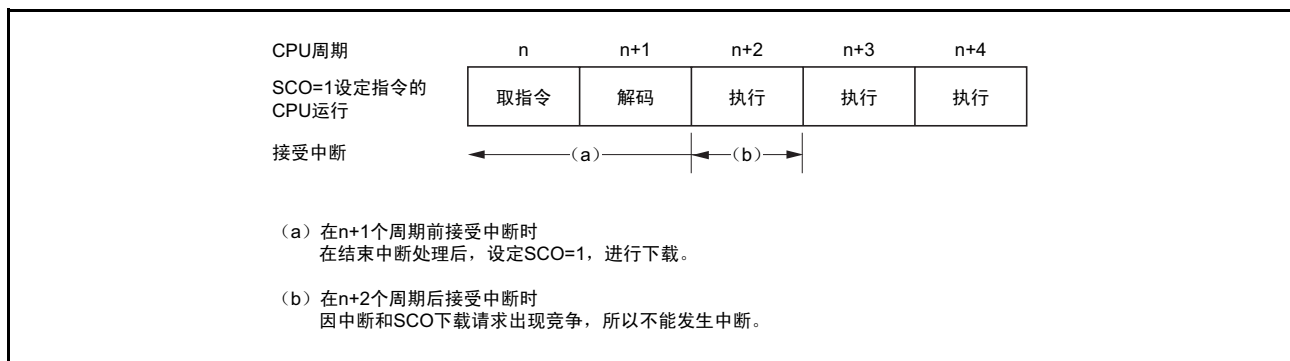 CPU周期 n n+1 n+2 n+3 n+4
SCO=1设定指令的
CPU运行
取指令 解码 执行 执行 执行
接受中断 （a） （b）
（a）在n+1个周期前接受中断时
在结束中断处理后，设定SCO=1，进行下载。
（b）在n+2个周期后接受中断时
因中断和SCO下载请求出现竞争，所以不能发生中断。